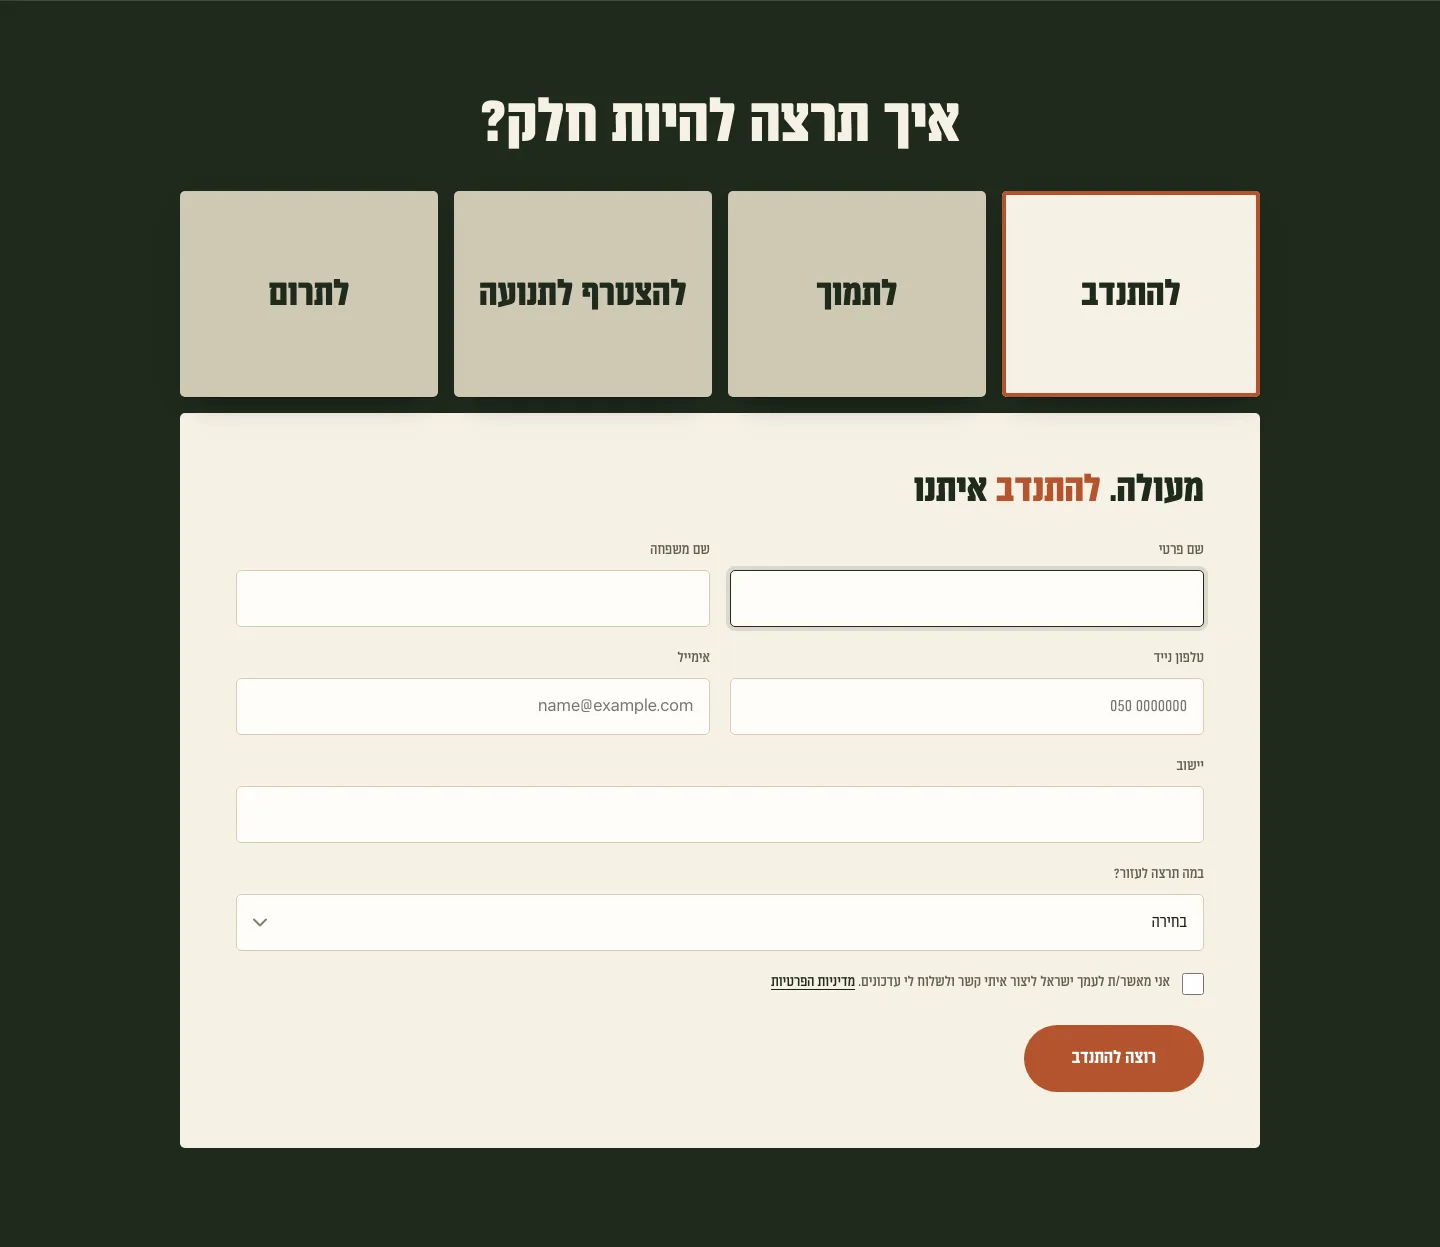 איך תרצה להיות חלק?
להתנדב
לתמוך
להצטרף לתנועה
לתרום
מעולה. להתנדב איתנו
שם פרטי
שם משפחה
טלפון נייד
אימייל
050 0000000
name@example.com
יישוב
במה תרצה לעזור?
בחירה
אני מאשר/ת לעמך ישראל ליצור איתי קשר ולשלוח לי עדכונים. מדיניות הפרטיות
רוצה להתנדב